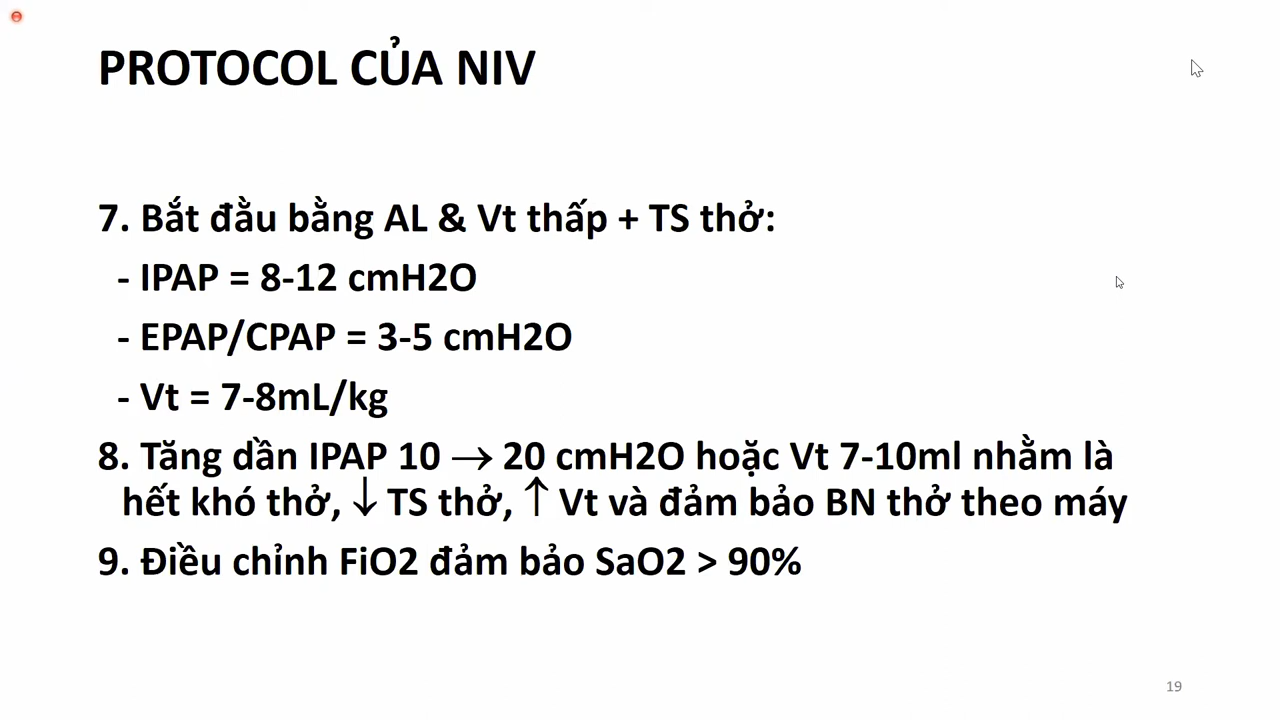 PROTOCOL CỦA NIV
7. Bắt đằu bằng AL & Vt thấp + TS thở:
- IPAP = 8-12 cmH2O
- EPAP/CPAP = 3-5 cmH2O
- Vt = 7-8mL/kg
8. Tăng dần IPAP 10 → 20 cmH2O hoặc Vt 7-10ml nhằm là
hết khó thở, ↓ TS thở, ↑ Vt và đảm bảo BN thở theo máy
9. Điều chỉnh FiO2 đảm bảo SaO2 > 90%
19